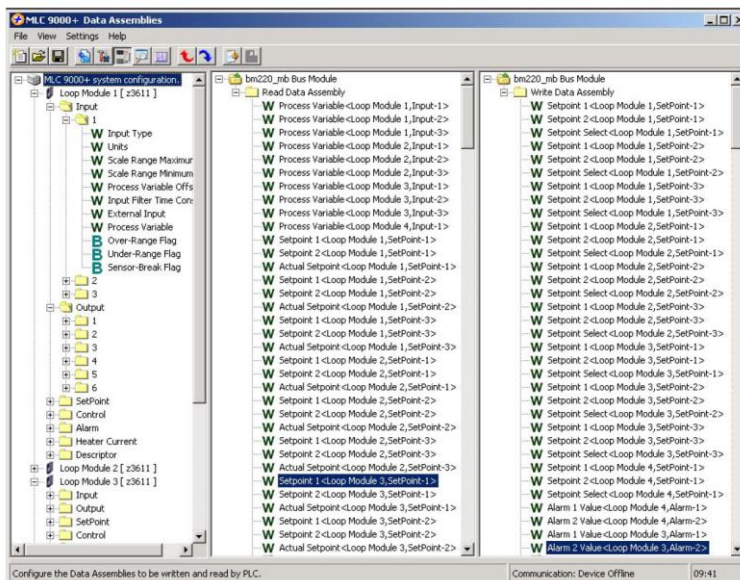 MLC 9000+ Data Assemblies
File View Settings Help
MLC 9000+ system configuration.
Loop Module 1 [ z3611 ]
Input
1
Input Type
Units
Scale Range Maximur
Scale Range Minimum
Process Variable Offs
Input Filter Time Cons
External Input
Process Variable
Over-Range Flag
Under-Range Flag
Sensor-Break Flag
2
3
Output
1
2
3
4
5
6
SetPoint
Control
Alarm
Heater Current
Descriptor
Loop Module 2 [ z3611 ]
Loop Module 3 [ z3611 ]
Input
Output
SetPoint
Control
bm220_mb Bus Module
Read Data Assembly
Process Variable<Loop Module 1,Input-1>
Process Variable<Loop Module 1,Input-2>
Process Variable<Loop Module 1,Input-3>
Process Variable<Loop Module 2,Input-1>
Process Variable<Loop Module 2,Input-2>
Process Variable<Loop Module 2,Input-3>
Process Variable<Loop Module 3,Input-1>
Process Variable<Loop Module 3,Input-2>
Process Variable<Loop Module 3,Input-3>
Process Variable<Loop Module 4,Input-1>
Setpoint 1<Loop Module 1,SetPoint-1>
Setpoint 2<Loop Module 1,SetPoint-1>
Actual Setpoint<Loop Module 1,SetPoint-1>
Setpoint 1<Loop Module 1,SetPoint-2>
Setpoint 2<Loop Module 1,SetPoint-2>
Actual Setpoint<Loop Module 1,SetPoint-2>
Setpoint 1<Loop Module 1,SetPoint-3>
Setpoint 2<Loop Module 1,SetPoint-3>
Actual Setpoint<Loop Module 1,SetPoint-3>
Setpoint 1<Loop Module 2,SetPoint-1>
Setpoint 2<Loop Module 2,SetPoint-1>
Actual Setpoint<Loop Module 2,SetPoint-1>
Setpoint 1<Loop Module 2,SetPoint-2>
Setpoint 2<Loop Module 2,SetPoint-2>
Actual Setpoint<Loop Module 2,SetPoint-2>
Setpoint 1<Loop Module 2,SetPoint-3>
Setpoint 2<Loop Module 2,SetPoint-3>
Actual Setpoint<Loop Module 2,SetPoint-3>
Setpoint 1<Loop Module 3,SetPoint-1>
Setpoint 2<Loop Module 3,SetPoint-1>
Actual Setpoint<Loop Module 3,SetPoint-1>
Setpoint 1<Loop Module 3,SetPoint-2>
Setpoint 2<Loop Module 3,SetPoint-2>
Actual Setpoint<Loop Module 3,SetPoint-2>
bm220_mb Bus Module
Write Data Assembly
Setpoint 1<Loop Module 1,SetPoint-1>
Setpoint 2<Loop Module 1,SetPoint-1>
Setpoint Select<Loop Module 1,SetPoint-1>
Setpoint 1<Loop Module 1,SetPoint-2>
Setpoint 2<Loop Module 1,SetPoint-2>
Setpoint Select<Loop Module 1,SetPoint-2>
Setpoint 1<Loop Module 1,SetPoint-3>
Setpoint 2<Loop Module 1,SetPoint-3>
Setpoint Select<Loop Module 1,SetPoint-3>
Setpoint 1<Loop Module 2,SetPoint-1>
Setpoint 2<Loop Module 2,SetPoint-1>
Setpoint Select<Loop Module 2,SetPoint-1>
Setpoint 1<Loop Module 2,SetPoint-2>
Setpoint 2<Loop Module 2,SetPoint-2>
Setpoint Select<Loop Module 2,SetPoint-2>
Setpoint 1<Loop Module 2,SetPoint-3>
Setpoint 2<Loop Module 2,SetPoint-3>
Setpoint Select<Loop Module 2,SetPoint-3>
Setpoint 1<Loop Module 3,SetPoint-1>
Setpoint 2<Loop Module 3,SetPoint-1>
Setpoint Select<Loop Module 3,SetPoint-1>
Setpoint 1<Loop Module 3,SetPoint-2>
Setpoint 2<Loop Module 3,SetPoint-2>
Setpoint Select<Loop Module 3,SetPoint-2>
Setpoint 1<Loop Module 3,SetPoint-3>
Setpoint 2<Loop Module 3,SetPoint-3>
Setpoint Select<Loop Module 3,SetPoint-3>
Setpoint 1<Loop Module 4,SetPoint-1>
Setpoint 2<Loop Module 4,SetPoint-1>
Setpoint Select<Loop Module 4,SetPoint-1>
Alarm 1 Value<Loop Module 4,Alarm-1>
Alarm 2 Value<Loop Module 4,Alarm-1>
Alarm 1 Value<Loop Module 3,Alarm-2>
Alarm 2 Value<Loop Module 3,Alarm-2>
Configure the Data Assemblies to be written and read by PLC.
Communication: Device Offline
09:41